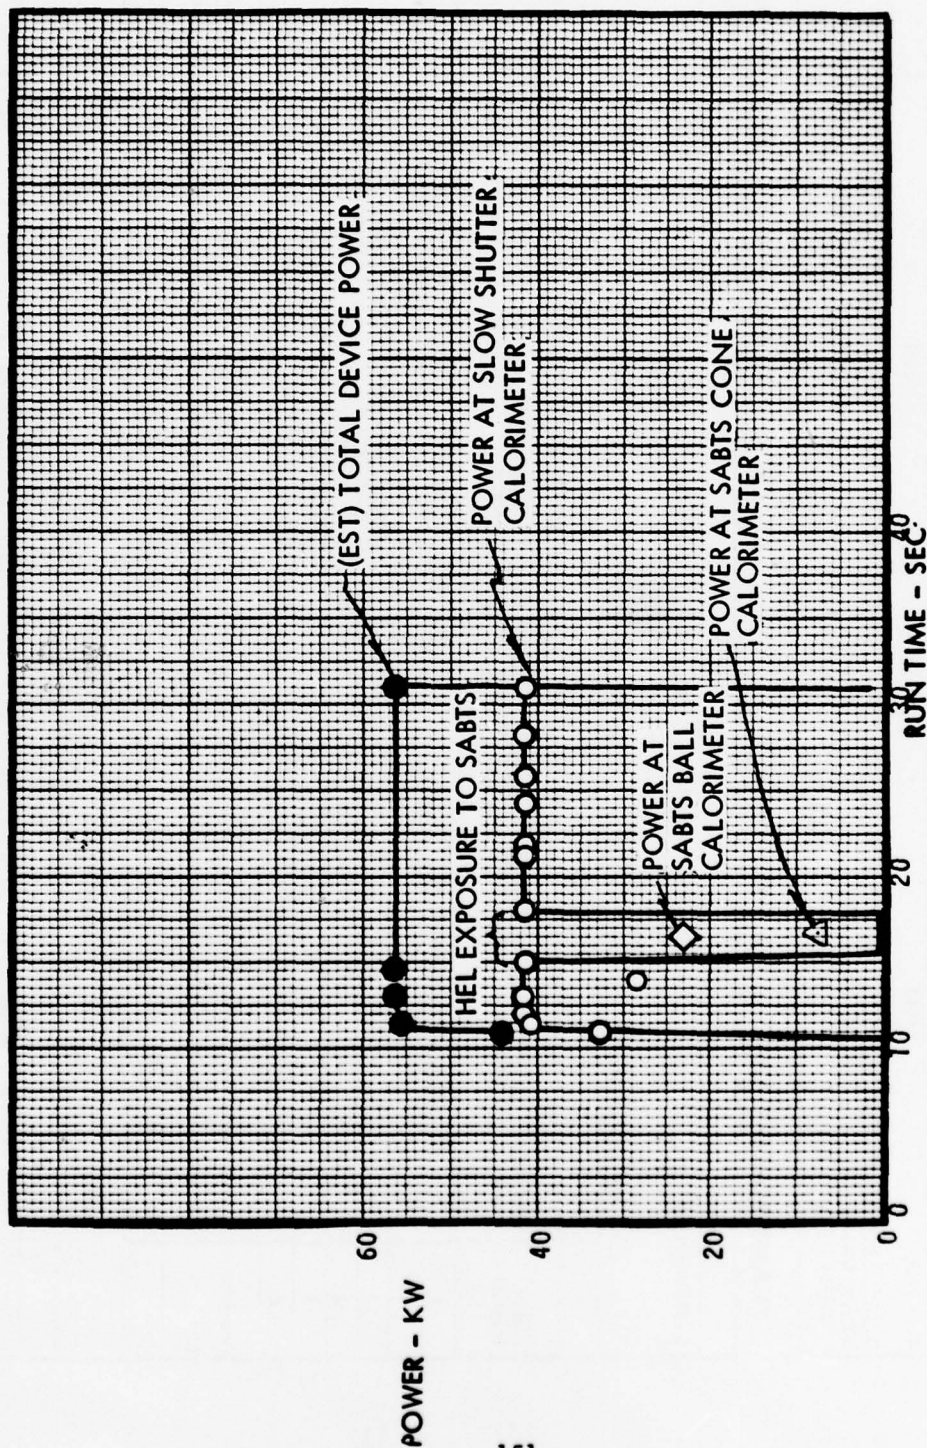 POWER - KW
60
40
20
0
0
10
20
30
40
RUN TIME - SEC.
(EST) TOTAL DEVICE POWER
POWER AT SLOW SHUTTER
CALORIMETER
HEL EXPOSURE TO SABTS
POWER AT
SABTS BALL
CALORIMETER
POWER AT SABTS CONE
CALORIMETER